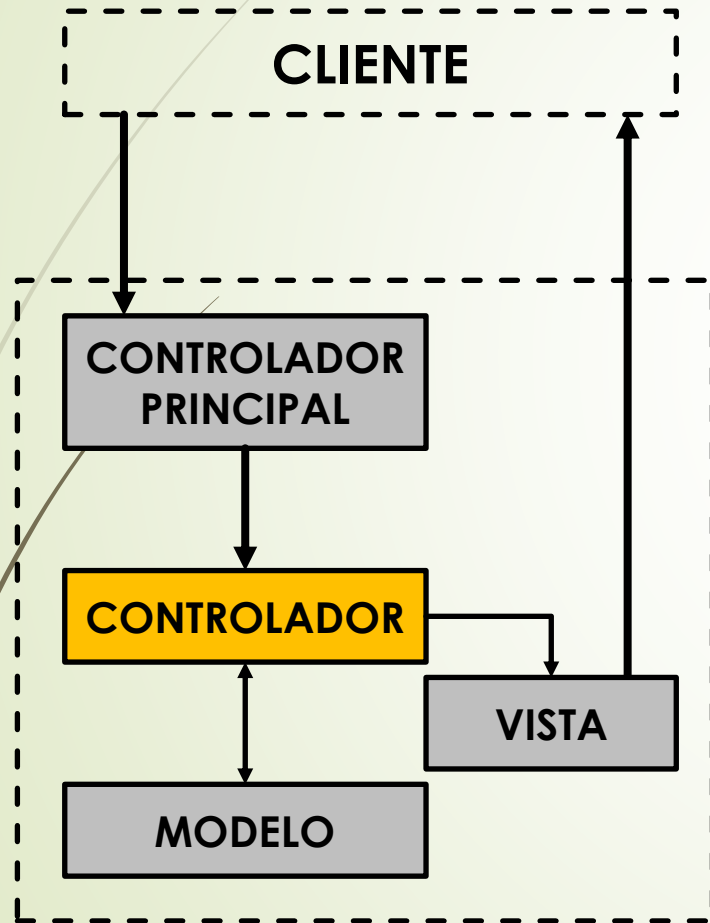 CLIENTE
CONTROLADOR
PRINCIPAL
CONTROLADOR
VISTA
MODELO